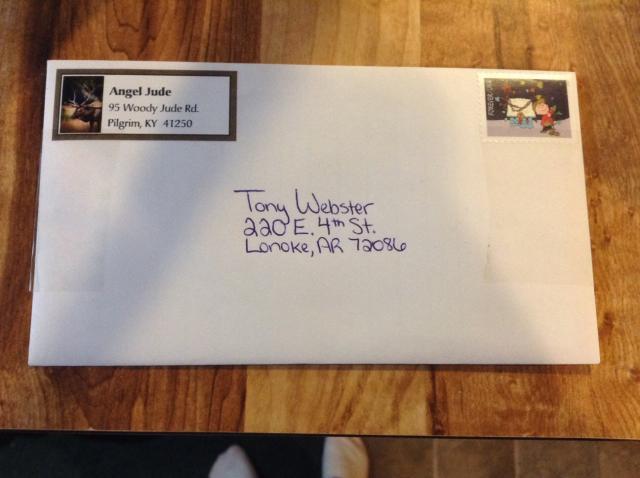 Angel Jude
95 Woody Jude Rd.
Pilgrim, KY 41250
Tony Webster
220 E. 4th St.
Lonoke, AR 72086